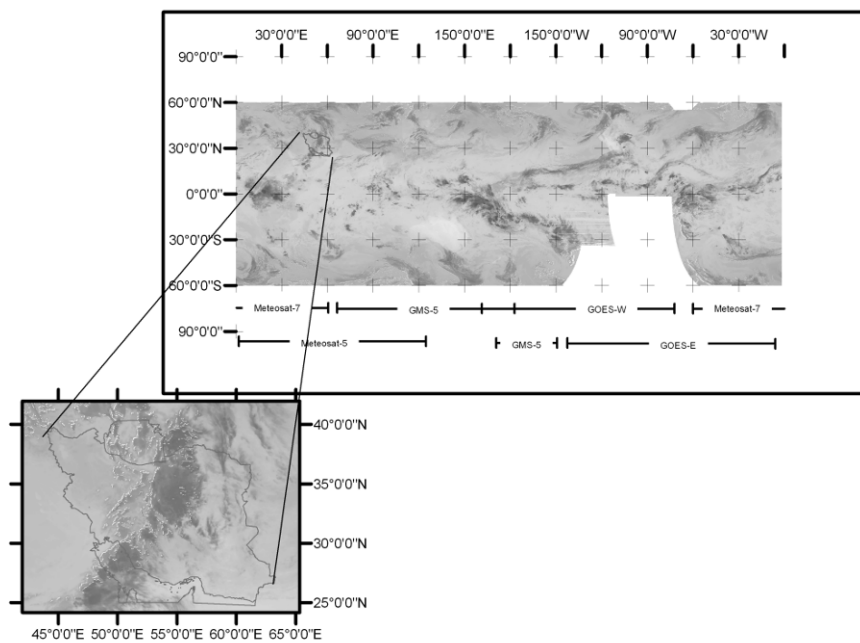 30°0'0"E 90°0'0"E 150°0'0"E 150°0'0"W 90°0'0"W 30°0'0"W
90°0'0"
60°0'0"N
30°0'0"N
0°0'0"
30°0'0"S
60°0'0"S
Meteosat-7 GMS-5 GOES-W Meteosat-7
90°0'0"
Meteosat-5 GMS-5 GOES-E
40°0'0"N
35°0'0"N
30°0'0"N
25°0'0"N
45°0'0"E 50°0'0"E 55°0'0"E 60°0'0"E 65°0'0"E